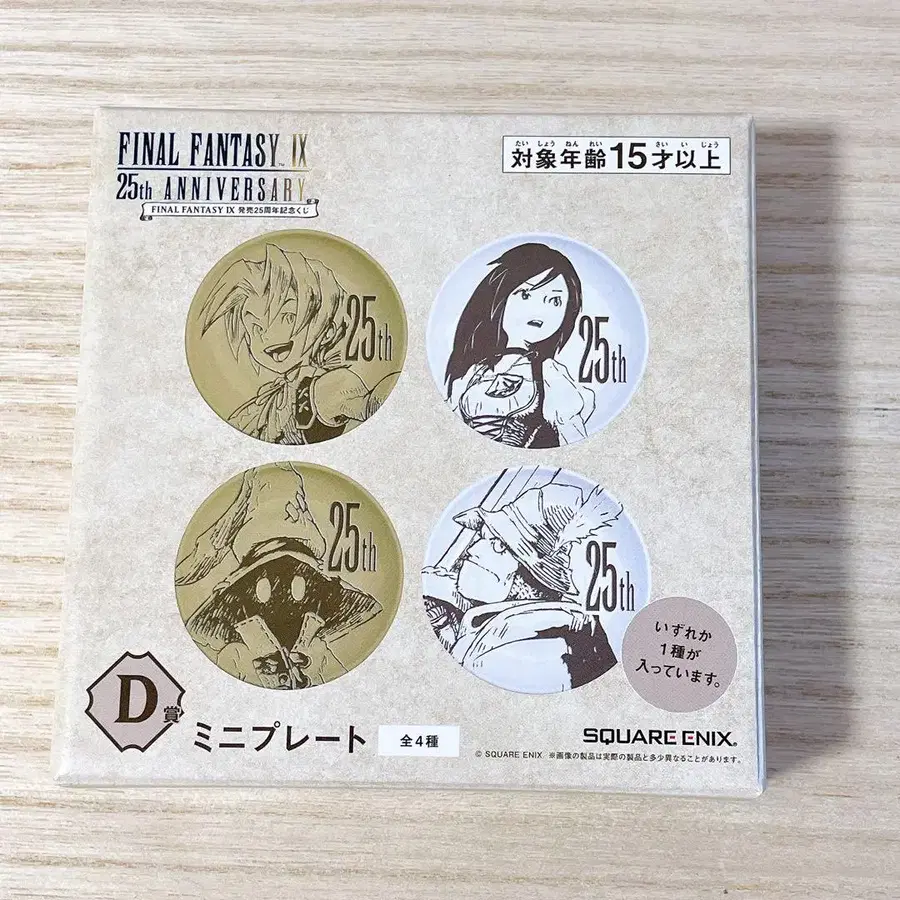 FINAL FANTASY™ IX
25th ANNIVERSARY
FINAL FANTASY IX 発売25周年記念くじ
たいしょう ねん れい さい い じょう
対象年齢15才以上
25th
25th
25th
25th
いずれか
1種が
入っています。
D賞
ミニプレート
全4種
SQUARE ENIX®
© SQUARE ENIX ※画像の製品は実際の製品と多少異なることがあります。